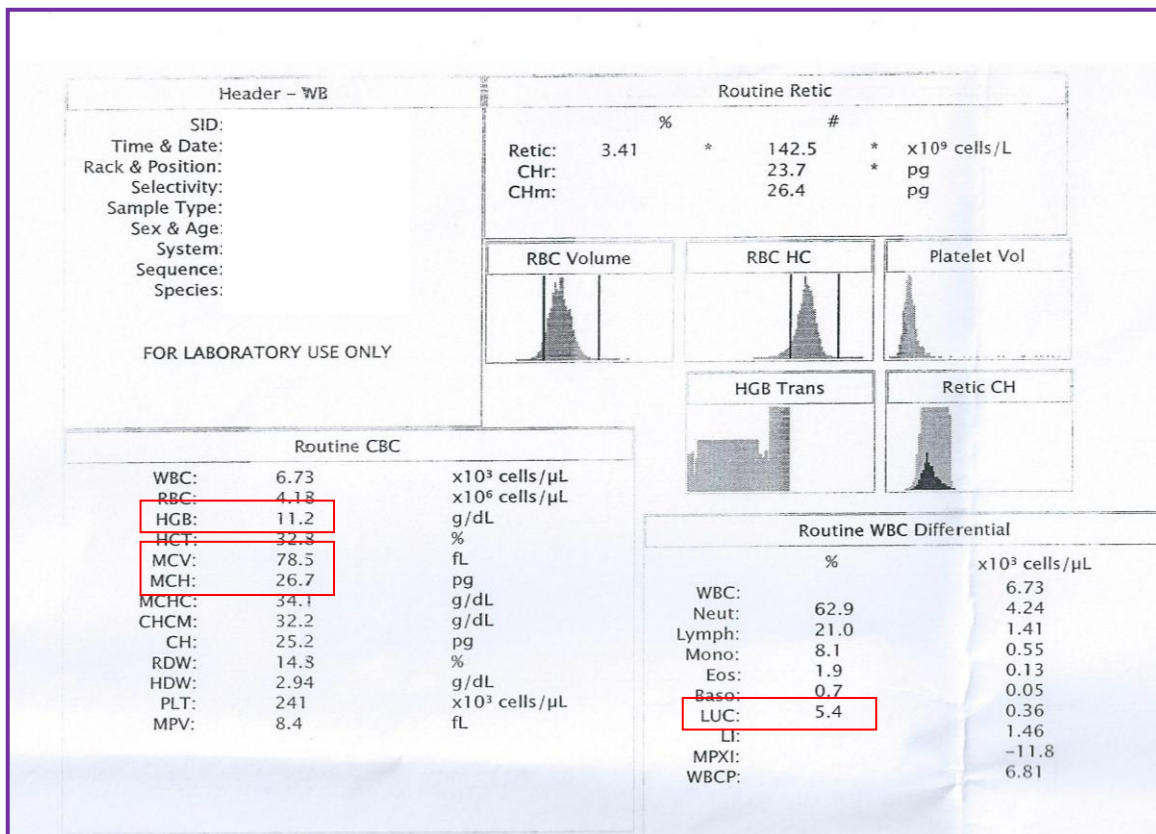 Header - WB
SID:
Time & Date:
Rack & Position:
Selectivity:
Sample Type:
Sex & Age:
System:
Sequence:
Species:
FOR LABORATORY USE ONLY
Routine Retic
% #
Retic: 3.41 * 142.5 * x10⁹ cells/L
CHr: 23.7 * pg
CHm: 26.4 pg
RBC Volume
RBC HC
Platelet Vol
HGB Trans
Retic CH
Routine CBC
WBC: 6.73 x10³ cells/µL
RBC: 4.18 x10⁶ cells/µL
HGB: 11.2 g/dL
HCT: 32.8 %
MCV: 78.5 fL
MCH: 26.7 pg
MCHC: 34.1 g/dL
CHCM: 32.2 g/dL
CH: 25.2 pg
RDW: 14.3 %
HDW: 2.94 g/dL
PLT: 241 x10³ cells/µL
MPV: 8.4 fL
Routine WBC Differential
% x10³ cells/µL
WBC: 6.73
Neut: 62.9 4.24
Lymph: 21.0 1.41
Mono: 8.1 0.55
Eos: 1.9 0.13
Baso: 0.7 0.05
LUC: 5.4 0.36
LI: 1.46
MPXI: -11.8
WBCP: 6.81